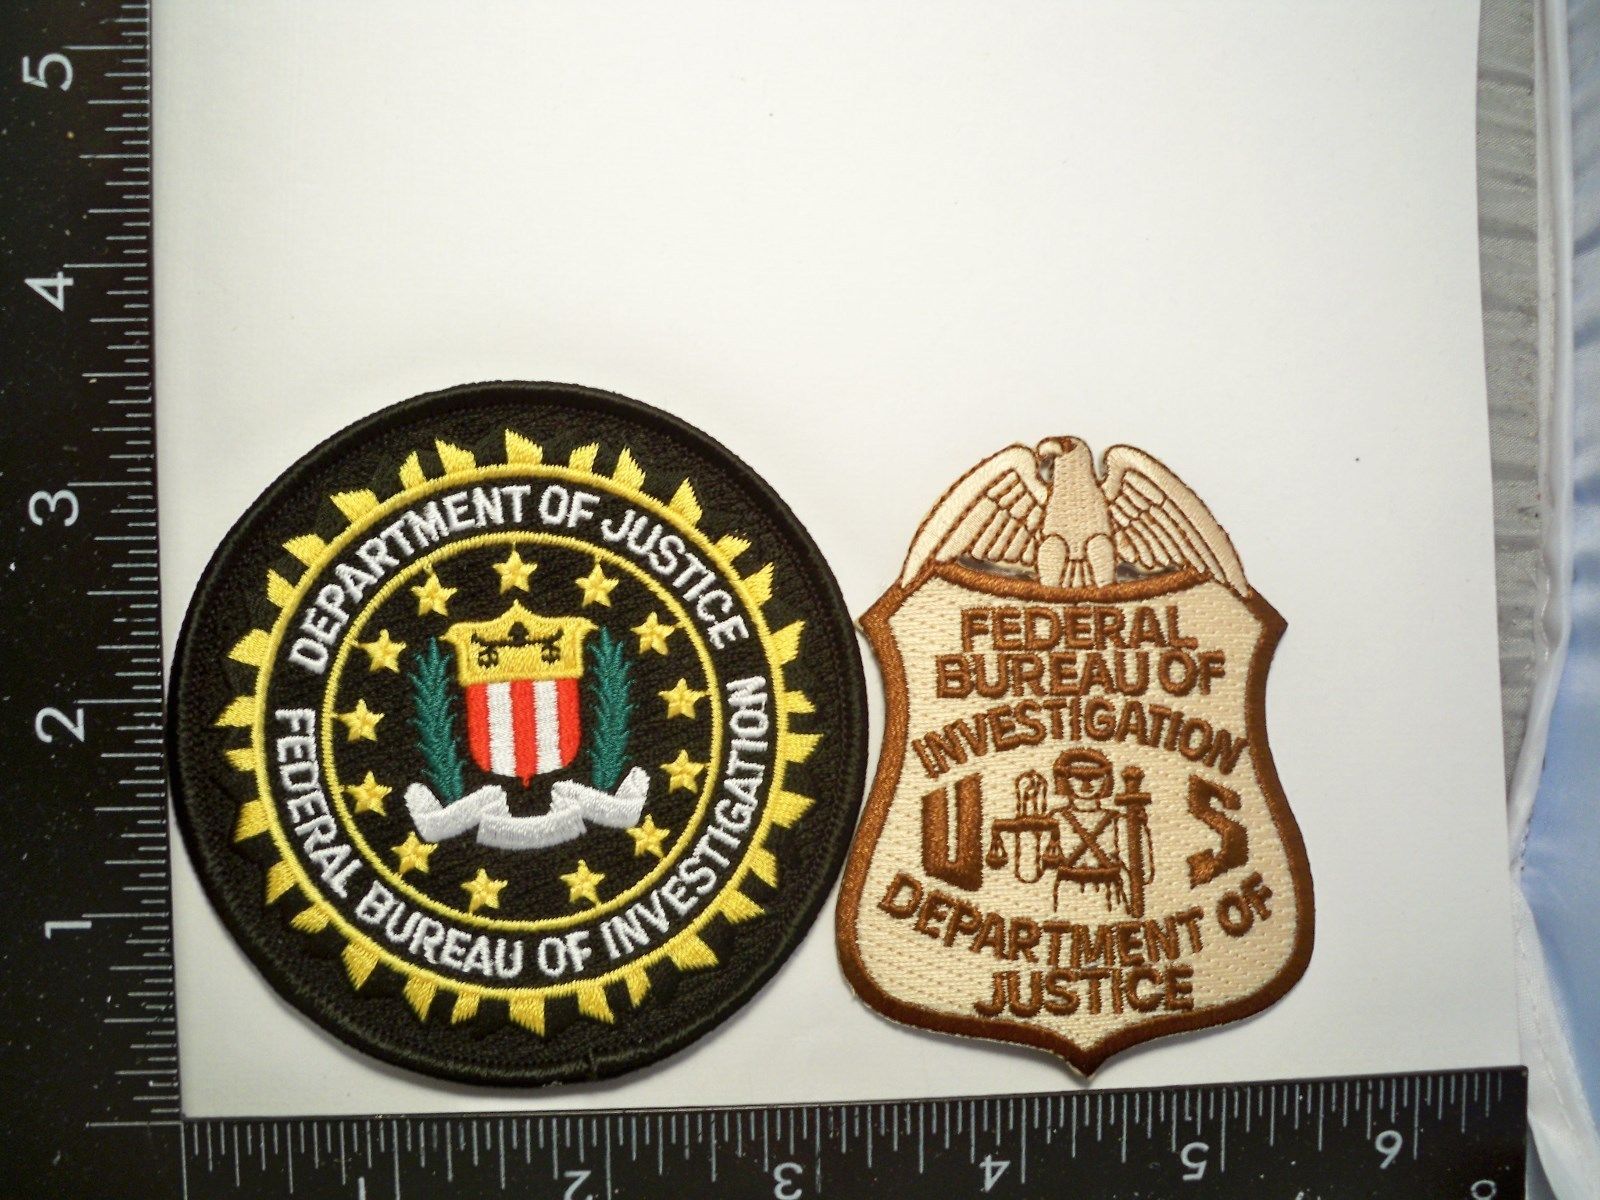 DEPARTMENT OF JUSTICE
FEDERAL BUREAU OF INVESTIGATION
FEDERAL
BUREAU OF
INVESTIGATION
U S
DEPARTMENT OF
JUSTICE
5
4
3
2
1
1 2 3 4 5 6